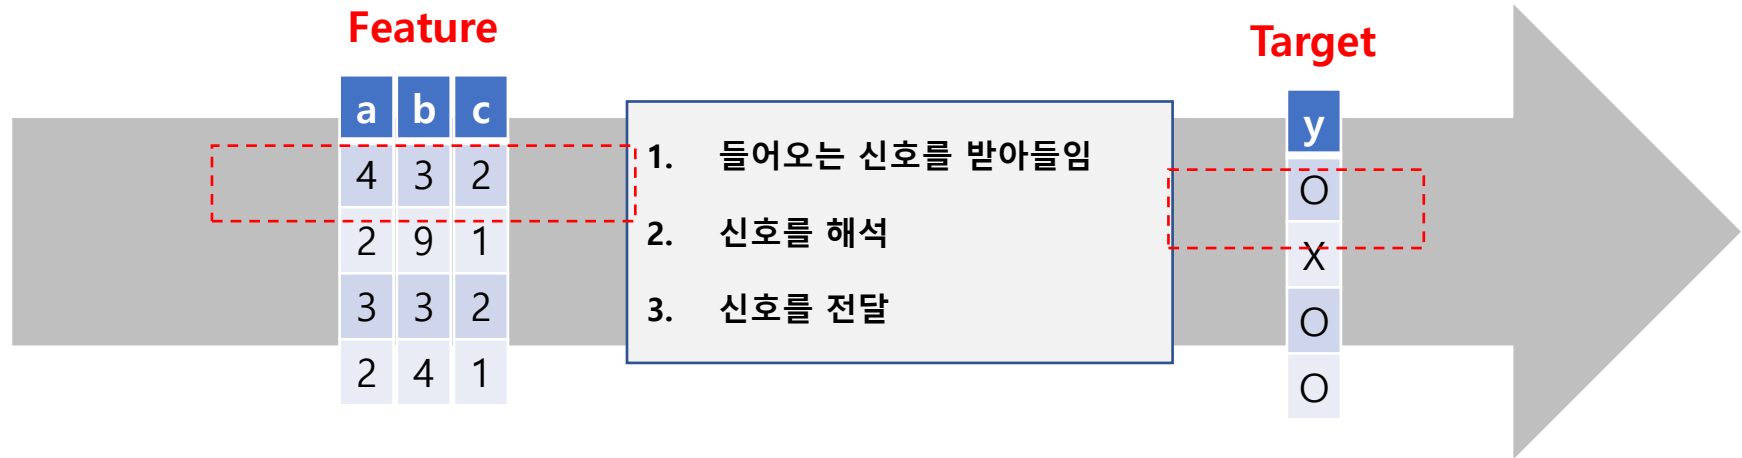 Feature
Target
a b c
4 3 2
2 9 1
3 3 2
2 4 1
1. 들어오는 신호를 받아들임
2. 신호를 해석
3. 신호를 전달
y
O
X
O
O